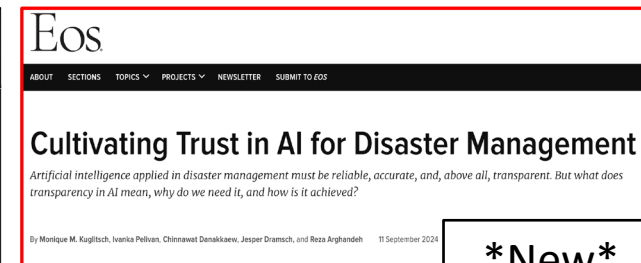 Eos
ABOUT SECTIONS TOPICS PROJECTS NEWSLETTER SUBMIT TO EOS
Cultivating Trust in AI for Disaster Management
Artificial intelligence applied in disaster management must be reliable, accurate, and, above all, transparent. But what does
transparency in AI mean, why do we need it, and how is it achieved?
By Monique M. Kuglitsch, Ivanka Pelivan, Chinnawat Danakkaew, Jesper Dramsch, and Reza Arghandeh 11 September 2024
*New*